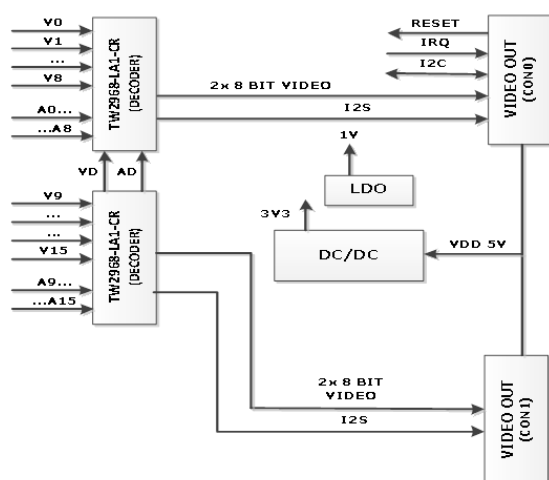 V0
V1
...
V8
A0...
...A8
TW2968-LA1-CR
(DECODER)
RESET
IRQ
I2C
2x 8 BIT VIDEO
I2S
VIDEO OUT
(CON0)
1V
LDO
VD
AD
V9
...
...
V15
A9...
...A15
TW2968-LA1-CR
(DECODER)
3V3
DC/DC
VDD 5V
2x 8 BIT
VIDEO
I2S
VIDEO OUT
(CON1)